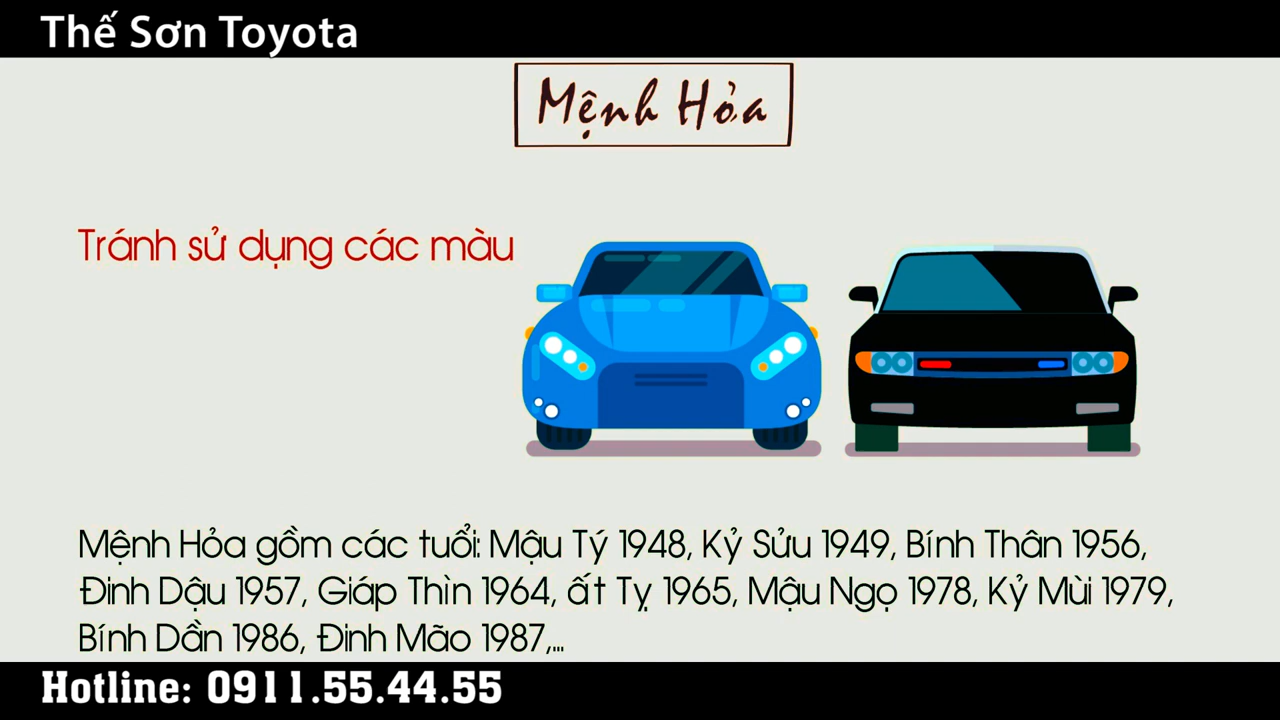 Thế Sơn Toyota
Mệnh Hỏa
Tránh sử dụng các màu
Mệnh Hỏa gồm các tuổi: Mậu Tý 1948, Kỷ Sửu 1949, Bính Thân 1956,
Đinh Dậu 1957, Giáp Thìn 1964, ất Tỵ 1965, Mậu Ngọ 1978, Kỷ Mùi 1979,
Bính Dần 1986, Đinh Mão 1987,...
Hotline: 0911.55.44.55